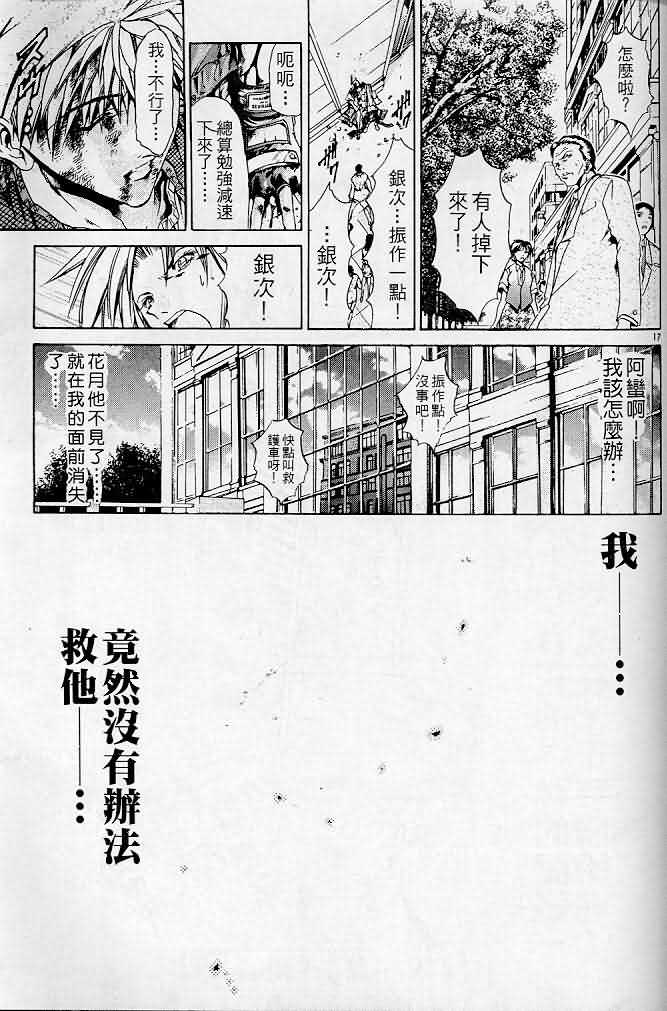 怎麼啦?
有人掉下
來了!
銀次…振作一點!
…銀次!
呃呃…
總算勉強減速
下來了……
我…不行了…
銀次!
17
阿蠻啊!
我該怎麼辦…
振作點!
沒事吧!
快點叫救
護車呀!
花月他不見了……
就在我的面前消失
了……
我——…
竟然沒有辦法
救他——…